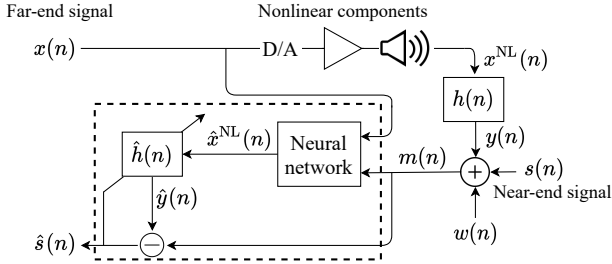 Far-end signal
Nonlinear components
x(n)
D/A
x^NL(n)
h(n)
y(n)
ĥ(n)
x̂^NL(n)
Neural
network
m(n)
+
s(n)
Near-end signal
ŷ(n)
w(n)
ŝ(n)
−